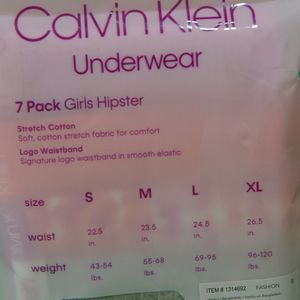 Calvin Klein
Underwear
7 Pack Girls Hipster
Stretch Cotton
Soft, cotton stretch fabric for comfort
Logo Waistband
Signature logo waistband in smooth elastic
size S M L XL
waist 22.5 in. 23.5 in. 24.5 in. 26.5 in.
weight 43-54 lbs. 55-68 lbs. 69-95 lbs. 96-120 lbs.
ITEM # 1314692 FASHION